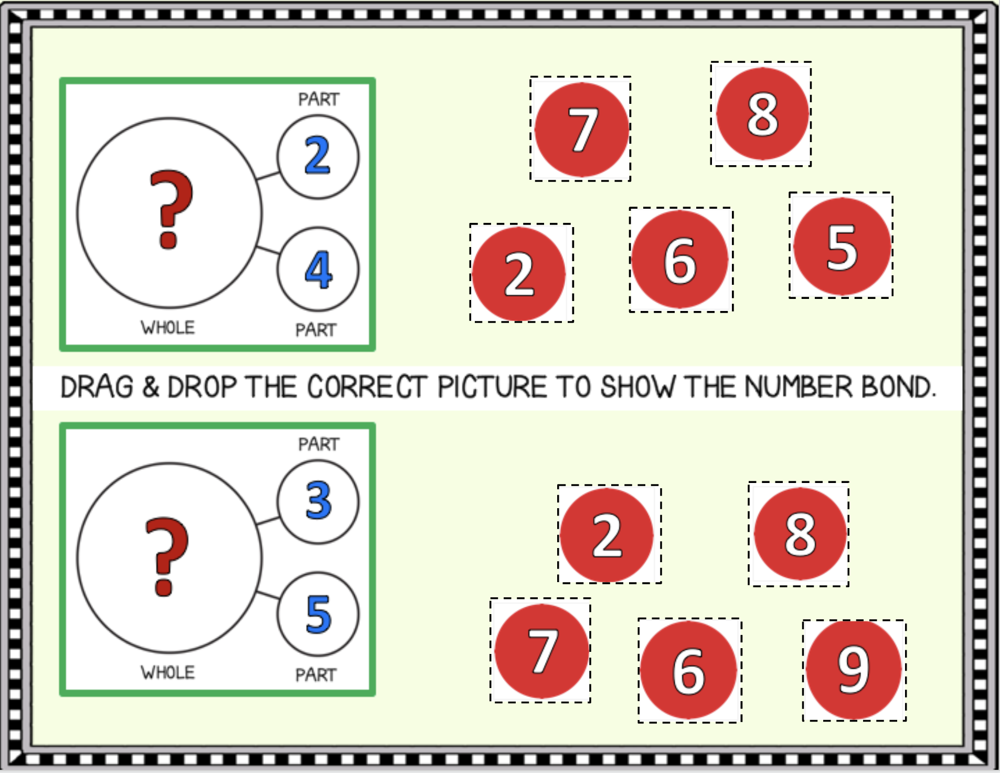 PART
2
?
4
WHOLE
PART
7
8
2
6
5
DRAG & DROP THE CORRECT PICTURE TO SHOW THE NUMBER BOND.
PART
3
?
5
WHOLE
PART
2
8
7
6
9